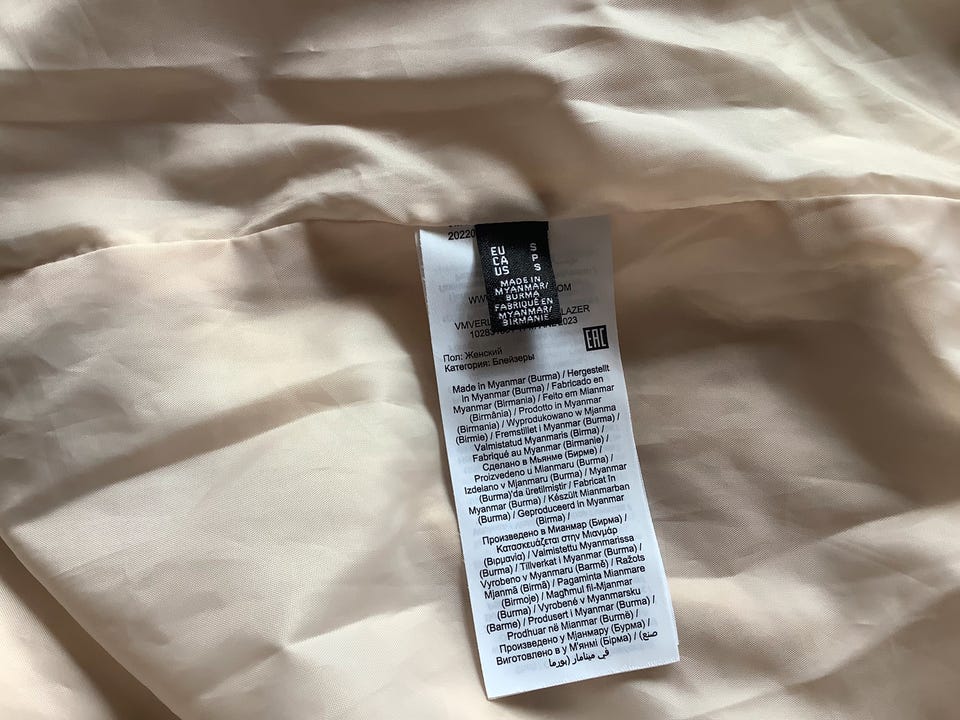 20220
EU S
CA P
US S
MADE IN
MYANMAR/
BURMA
FABRIQUÉ EN
MYANMAR/
BIRMANIE
2023
EAC
Пол: Женский
Категория: Блейзеры
Made in Myanmar (Burma) / Hergestellt
in Myanmar (Burma) / Fabricado en
Myanmar (Birmania) / Feito em Mianmar
(Birmânia) / Prodotto in Myanmar
(Birmania) / Wyprodukowano w Mjanma
(Birmie) / Fremstillet i Myanmar (Burma) /
Valmistatud Myanmaris (Birma) /
Fabriqué au Myanmar (Birmanie) /
Сделано в Мьянме (Бирме) /
Proizvedeno u Mianmaru (Burma) /
Izdelano v Mjanmaru (Burma) / Myanmar
(Burma)'da üretilmiştir / Fabricat în
Myanmar (Burma) / Készült Mianmarban
(Burma) / Geproduceerd in Myanmar
(Birma) /
Произведено в Мианмар (Бирма) /
Κατασκευάζεται στην Μιανμάρ
(Βιρμανία) / Valmistettu Myanmarissa
(Burma) / Tillverkat i Myanmar (Burma) /
Vyrobeno v Myanmaru (Barmě) / Ražots
Mjanmā (Birmā) / Pagaminta Mianmare
(Birmoje) / Magħmul fil-Mjanmar
(Burma) / Vyrobené v Myanmarsku
(Barme) / Produsert i Myanmar (Burma) /
Prodhuar në Mianmar (Burmë) /
Произведено у Мјанмару (Бурма) /
Виготовлено в у М'янмі (Бірма) / (صنع
في مينامار (بورما